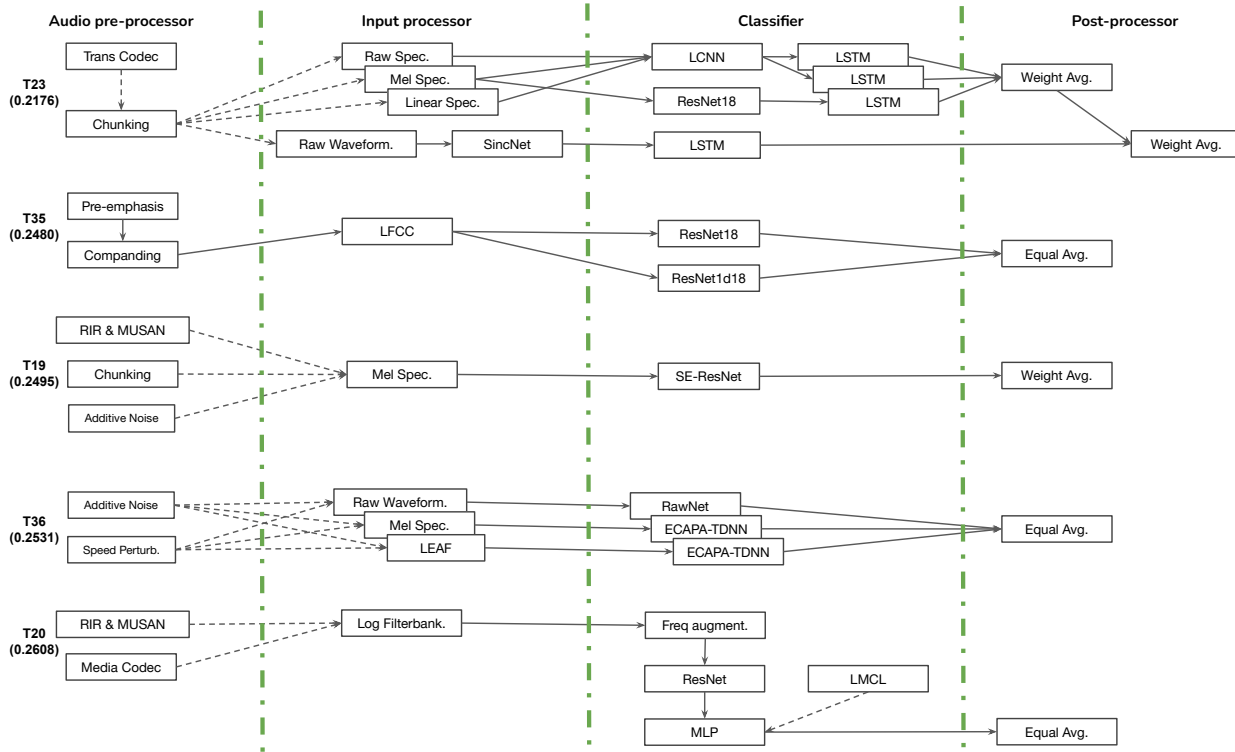 Audio pre-processor
Input processor
Classifier
Post-processor
T23
(0.2176)
Trans Codec
Chunking
Raw Spec.
Mel Spec.
Linear Spec.
Raw Waveform.
SincNet
LCNN
ResNet18
LSTM
LSTM
LSTM
LSTM
Weight Avg.
Weight Avg.
T35
(0.2480)
Pre-emphasis
Companding
LFCC
ResNet18
ResNet1d18
Equal Avg.
T19
(0.2495)
RIR & MUSAN
Chunking
Additive Noise
Mel Spec.
SE-ResNet
Weight Avg.
T36
(0.2531)
Additive Noise
Speed Perturb.
Raw Waveform.
Mel Spec.
LEAF
RawNet
ECAPA-TDNN
ECAPA-TDNN
Equal Avg.
T20
(0.2608)
RIR & MUSAN
Media Codec
Log Filterbank.
Freq augment.
ResNet
LMCL
MLP
Equal Avg.